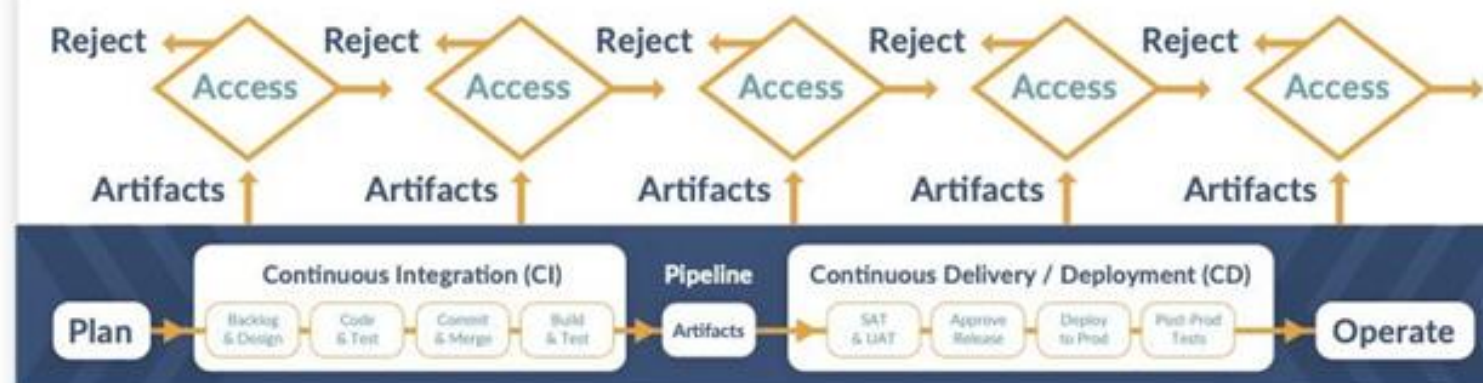 Reject Reject Reject Reject Reject
Access Access Access Access Access
Artifacts Artifacts Artifacts Artifacts Artifacts
Continuous Integration (CI) Pipeline Continuous Delivery / Deployment (CD)
Plan
Backlog
& Design
Code
& Test
Commit
& Merge
Build
& Test
Artifacts
SAT
& UAT
Approve
Release
Deploy
to Prod
Post-Prod
Tests
Operate